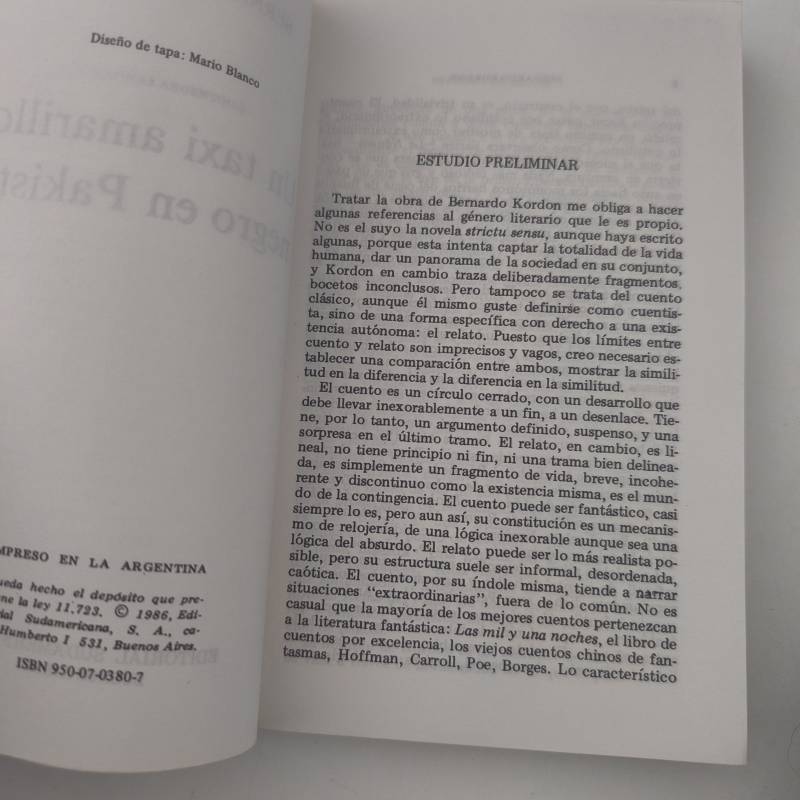 Diseño de tapa: Mario Blanco
MPRESO EN LA ARGENTINA
ueda hecho el depósito que pre-
ne la ley 11.723. © 1986, Edi-
ial Sudamericana, S. A., ca-
Humberto I 531, Buenos Aires.
ISBN 950-07-0380-7
ESTUDIO PRELIMINAR
Tratar la obra de Bernardo Kordon me obliga a hacer
algunas referencias al género literario que le es propio.
No es el suyo la novela strictu sensu, aunque haya escrito
algunas, porque esta intenta captar la totalidad de la vida
humana, dar un panorama de la sociedad en su conjunto,
y Kordon en cambio traza deliberadamente fragmentos,
bocetos inconclusos. Pero tampoco se trata del cuento
clásico, aunque él mismo guste definirse como cuentis-
ta, sino de una forma específica con derecho a una exis-
tencia autónoma: el relato. Puesto que los límites entre
cuento y relato son imprecisos y vagos, creo necesario es-
tablecer una comparación entre ambos, mostrar la simili-
tud en la diferencia y la diferencia en la similitud.
El cuento es un círculo cerrado, con un desarrollo que
debe llevar inexorablemente a un fin, a un desenlace. Tie-
ne, por lo tanto, un argumento definido, suspenso, y una
sorpresa en el último tramo. El relato, en cambio, es li-
neal, no tiene principio ni fin, ni una trama bien delinea-
da, es simplemente un fragmento de vida, breve, incohe-
rente y discontinuo como la existencia misma, es el mun-
do de la contingencia. El cuento puede ser fantástico, casi
siempre lo es, pero aun así, su constitución es un mecanis-
mo de relojería, de una lógica inexorable aunque sea una
lógica del absurdo. El relato puede ser lo más realista po-
sible, pero su estructura suele ser informal, desordenada,
caótica. El cuento, por su índole misma, tiende a narrar
situaciones "extraordinarias", fuera de lo común. No es
casual que la mayoría de los mejores cuentos pertenezcan
a la literatura fantástica: Las mil y una noches, el libro de
cuentos por excelencia, los viejos cuentos chinos de fan-
tasmas, Hoffman, Carroll, Poe, Borges. Lo característico